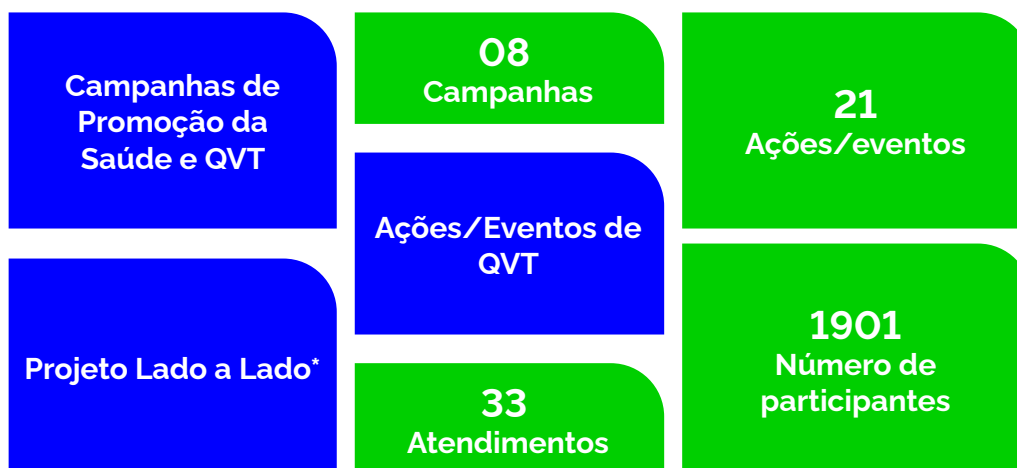 Campanhas de
Promoção da
Saúde e QVT
08
Campanhas
21
Ações/eventos
Ações/Eventos de
QVT
Projeto Lado a Lado*
33
Atendimentos
1901
Número de
participantes